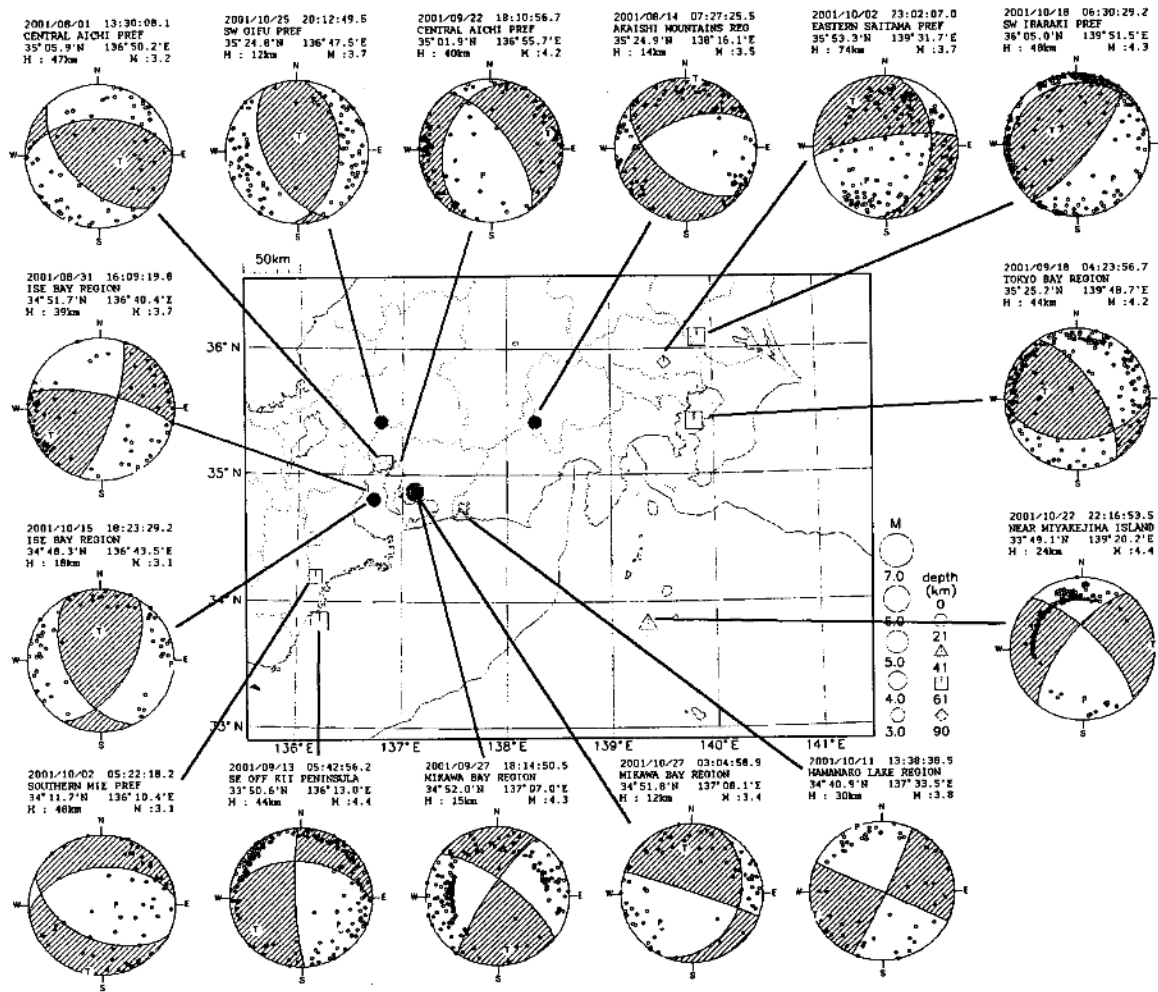 2001/08/01 13:30:08.1
CENTRAL AICHI PREF
35°05.9'N 136°50.2'E
H : 47km M :3.2
N
W
T
E
S
2001/10/25 20:12:49.6
SW GIFU PREF
35°24.8'N 136°47.5'E
H : 12km M :3.7
N
W
T
P
E
S
2001/09/22 18:10:56.7
CENTRAL AICHI PREF
35°01.9'N 136°55.7'E
H : 40km M :4.2
N
W
T
E
P
S
2001/08/14 07:27:25.5
AKAISHI MOUNTAINS REG
35°24.9'N 138°16.1'E
H : 14km M :3.5
N
T
W
P
E
S
2001/10/02 23:02:07.0
EASTERN SAITAMA PREF
35°53.3'N 139°31.7'E
H : 74km M :3.7
N
T
W
E
P
S
2001/10/18 06:30:29.2
SW IBARAKI PREF
36°05.0'N 139°51.5'E
H : 48km M :4.3
N
T
W
P
S
2001/08/31 16:09:19.8
ISE BAY REGION
34°51.7'N 136°40.4'E
H : 39km M :3.7
N
W
T
P
E
S
2001/09/18 04:23:56.7
TOKYO BAY REGION
35°25.2'N 139°48.7'E
H : 44km M :4.2
N
W
T
P
S
2001/10/15 18:23:29.2
ISE BAY REGION
34°48.3'N 136°43.5'E
H : 18km M :3.1
N
T
W
P
E
S
2001/10/22 22:16:53.5
NEAR MIYAKEJIMA ISLAND
33°49.1'N 139°20.2'E
H : 24km M :4.4
N
W
T
P
S
50km
36°N
35°N
34°N
33°N
136°E
137°E
138°E
139°E
140°E
141°E
M
7.0
6.0
5.0
4.0
3.0
depth
(km)
0
21
41
61
90
2001/10/02 05:22:18.2
SOUTHERN MIE PREF
34°11.7'N 136°10.4'E
H : 48km M :3.1
N
W
P
E
T
S
2001/09/13 05:42:56.2
SE OFF KII PENINSULA
33°50.6'N 136°13.0'E
H : 44km M :4.4
N
W
E
T
P
S
2001/09/27 18:14:50.5
MIKAWA BAY REGION
34°52.0'N 137°07.0'E
H : 15km M :4.3
N
W
P
E
T
S
2001/10/27 03:04:58.9
MIKAWA BAY REGION
34°51.8'N 137°08.1'E
H : 12km M :3.4
N
T
W
E
P
S
2001/10/11 13:38:38.5
HAMANAKO LAKE REGION
34°40.9'N 137°33.5'E
H : 30km M :3.8
N
P
W
T
E
S